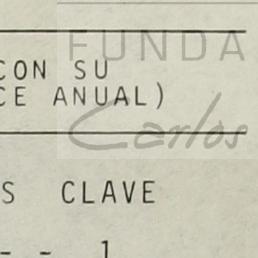 FUNDA
CON SU
CE ANUAL)
Carlos
S CLAVE
- - 1